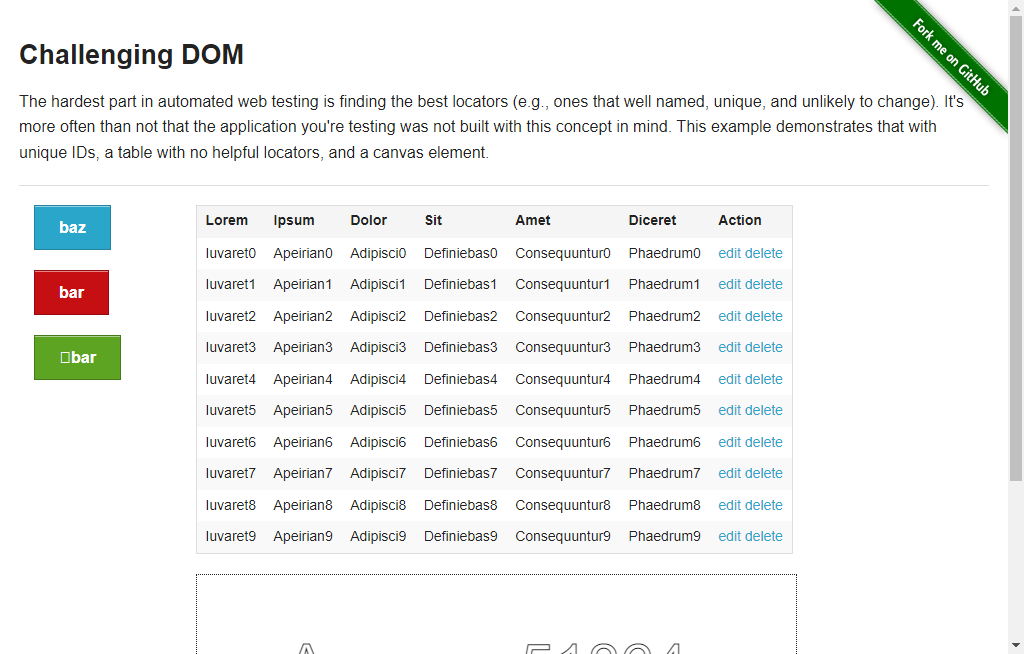 Fork me on GitHub
Challenging DOM
The hardest part in automated web testing is finding the best locators (e.g., ones that well named, unique, and unlikely to change). It's
more often than not that the application you're testing was not built with this concept in mind. This example demonstrates that with
unique IDs, a table with no helpful locators, and a canvas element.
baz
bar
bar
Lorem Ipsum Dolor Sit Amet Diceret Action
Iuvaret0 Apeirian0 Adipisci0 Definiebas0 Consequuntur0 Phaedrum0 edit delete
Iuvaret1 Apeirian1 Adipisci1 Definiebas1 Consequuntur1 Phaedrum1 edit delete
Iuvaret2 Apeirian2 Adipisci2 Definiebas2 Consequuntur2 Phaedrum2 edit delete
Iuvaret3 Apeirian3 Adipisci3 Definiebas3 Consequuntur3 Phaedrum3 edit delete
Iuvaret4 Apeirian4 Adipisci4 Definiebas4 Consequuntur4 Phaedrum4 edit delete
Iuvaret5 Apeirian5 Adipisci5 Definiebas5 Consequuntur5 Phaedrum5 edit delete
Iuvaret6 Apeirian6 Adipisci6 Definiebas6 Consequuntur6 Phaedrum6 edit delete
Iuvaret7 Apeirian7 Adipisci7 Definiebas7 Consequuntur7 Phaedrum7 edit delete
Iuvaret8 Apeirian8 Adipisci8 Definiebas8 Consequuntur8 Phaedrum8 edit delete
Iuvaret9 Apeirian9 Adipisci9 Definiebas9 Consequuntur9 Phaedrum9 edit delete